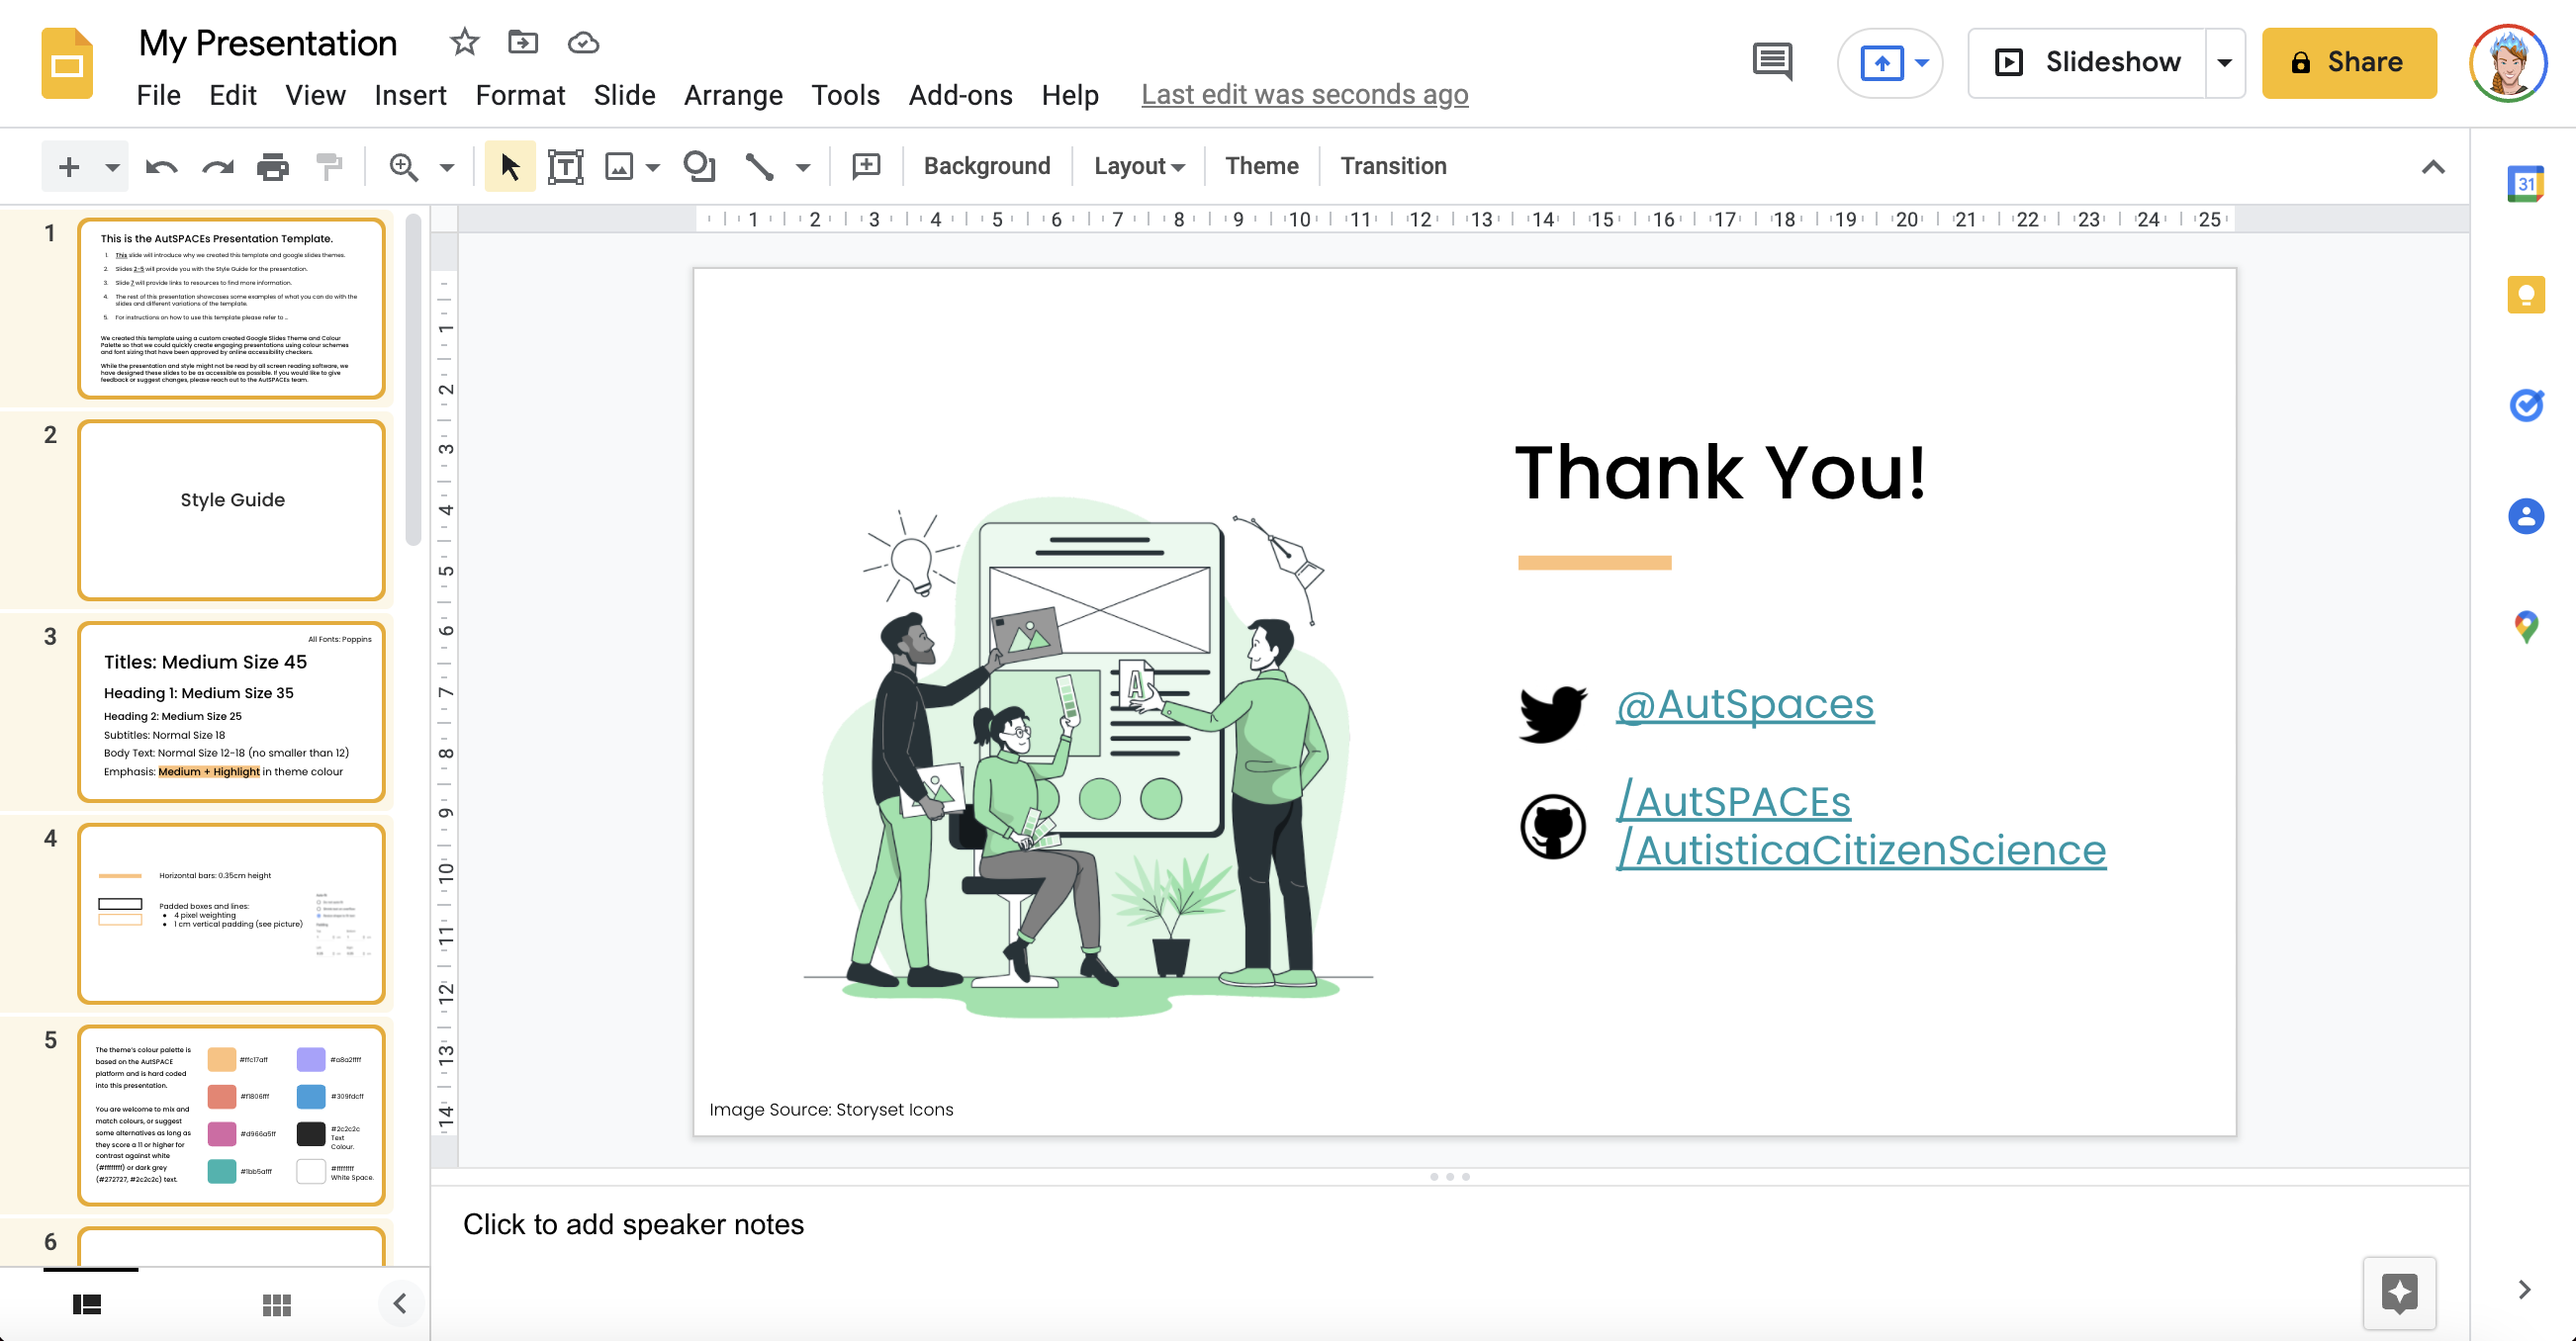 My Presentation
File Edit View Insert Format Slide Arrange Tools Add-ons Help Last edit was seconds ago
Slideshow
Share
Background Layout Theme Transition
31
1 2 3 4 5 6 7 8 9 10 11 12 13 14 15 16 17 18 19 20 21 22 23 24 25
1 2 3 4 5 6 7 8 9 10 11 12 13 14
1
This is the AutSPACEs Presentation Template.
1. This slide will introduce why we created this template and google slides themes.
2. Slides 2-5 will provide you with the Style Guide for the presentation.
3. Slide 7 will provide links to resources to find more information.
4. The rest of this presentation showcases some examples of what you can do with the
slides and different variations of the template.
5. For instructions on how to use this template please refer to ..
We created this template using a custom created Google Slides Theme and Colour
Palette so that we could quickly create engaging presentations using colour schemes
and font sizing that have been approved by online accessibility checkers.
While the presentation and style might not be read by all screen reading software, we
have designed these slides to be as accessible as possible. If you would like to give
feedback or suggest changes, please reach out to the AutSPACEs team.
2
Style Guide
3
All Fonts: Poppins
Titles: Medium Size 45
Heading 1: Medium Size 35
Heading 2: Medium Size 25
Subtitles: Normal Size 18
Body Text: Normal Size 12-18 (no smaller than 12)
Emphasis: Medium + Highlight in theme colour
4
Horizontal bars: 0.35cm height
Padded boxes and lines:
● 4 pixel weighting
● 1 cm vertical padding (see picture)
5
The theme's colour palette is
based on the AutSPACE
platform and is hard coded
into this presentation.
You are welcome to mix and
match colours, or suggest
some alternatives as long as
they score a 11 or higher for
contrast against white
(#ffffffff) or dark grey
(#272727, #2c2c2c) text.
#ffc17aff
#a8a2ffff
#f1806fff
#309fdcff
#d966a5ff
#2c2c2c
Text
Colour.
#1bb5afff
#ffffffff
White Space.
6
Thank You!
A
@AutSpaces
/AutSPACEs
/AutisticaCitizenScience
Image Source: Storyset Icons
Click to add speaker notes